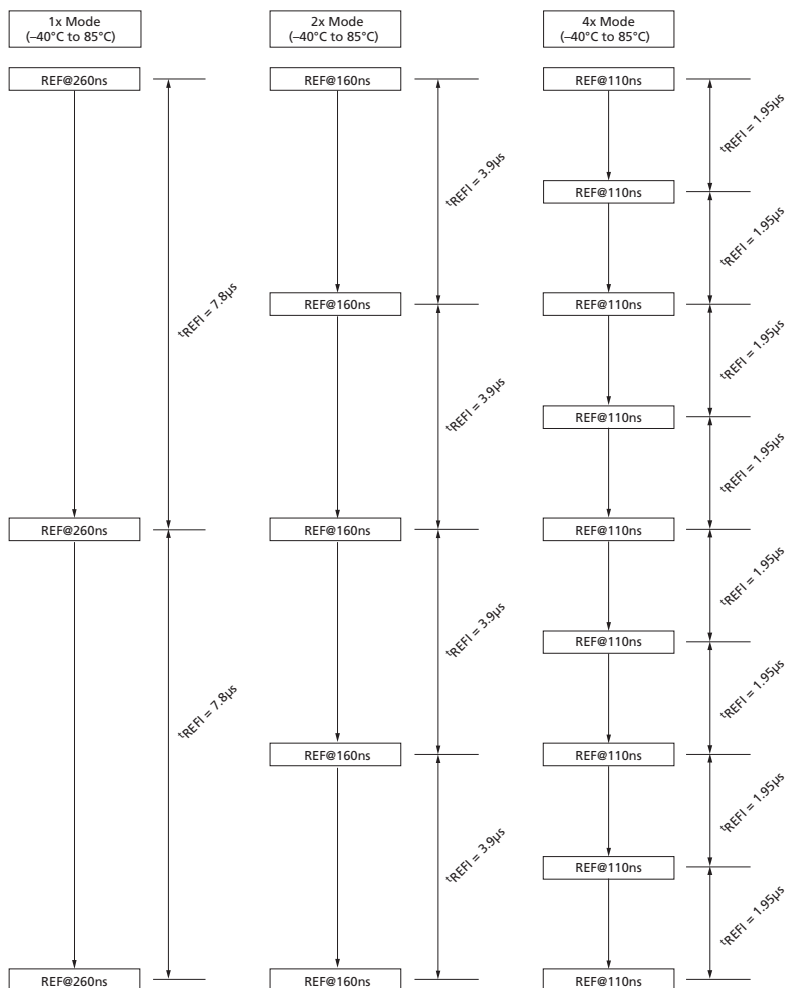 1x Mode
(–40°C to 85°C)
REF@260ns
tREFI = 7.8µs
REF@260ns
tREFI = 7.8µs
REF@260ns
2x Mode
(–40°C to 85°C)
REF@160ns
tREFI = 3.9µs
REF@160ns
tREFI = 3.9µs
REF@160ns
tREFI = 3.9µs
REF@160ns
tREFI = 3.9µs
REF@160ns
4x Mode
(–40°C to 85°C)
REF@110ns
tREFI = 1.95µs
REF@110ns
tREFI = 1.95µs
REF@110ns
tREFI = 1.95µs
REF@110ns
tREFI = 1.95µs
REF@110ns
tREFI = 1.95µs
REF@110ns
tREFI = 1.95µs
REF@110ns
tREFI = 1.95µs
REF@110ns
tREFI = 1.95µs
REF@110ns